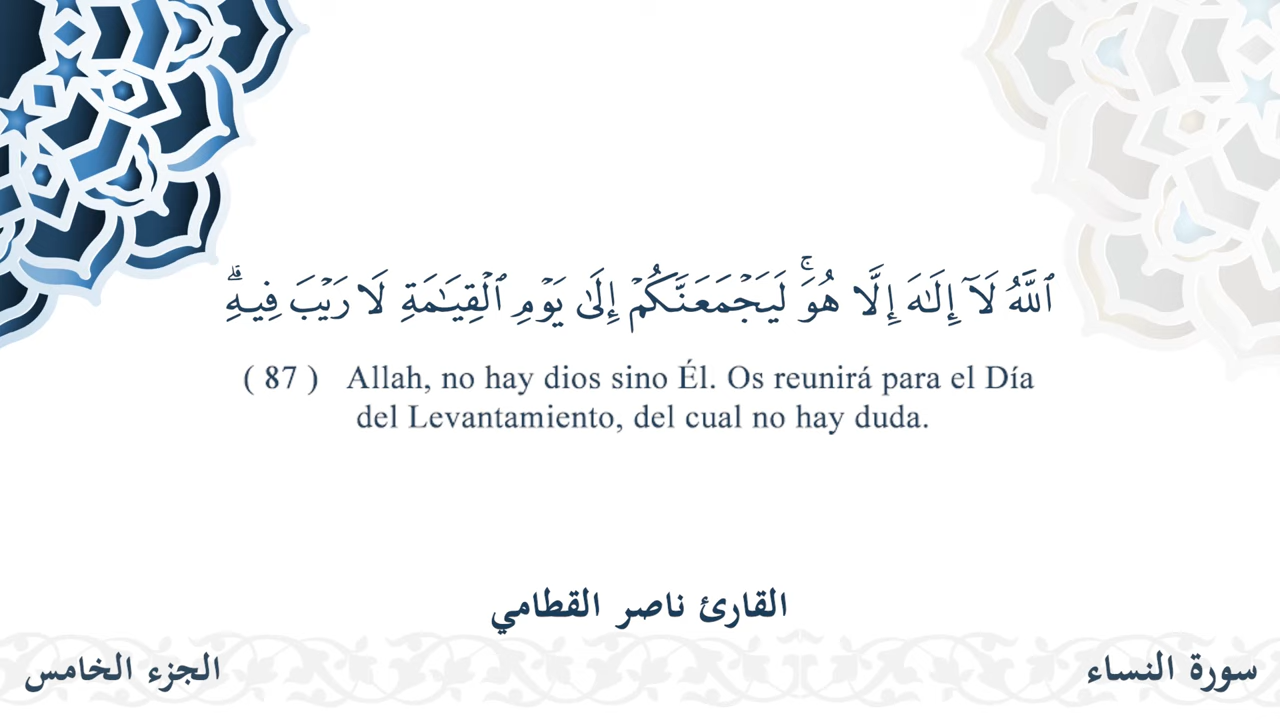 ٱللَّهُ لَآ إِلَـٰهَ إِلَّا هُوَۚ لَيَجۡمَعَنَّكُمۡ إِلَىٰ يَوۡمِ ٱلۡقِيَـٰمَةِ لَا رَيۡبَ فِيهِۗ
( 87 ) Allah, no hay dios sino Él. Os reunirá para el Día
del Levantamiento, del cual no hay duda.
القارئ ناصر القطامي
سورة النساء
الجزء الخامس